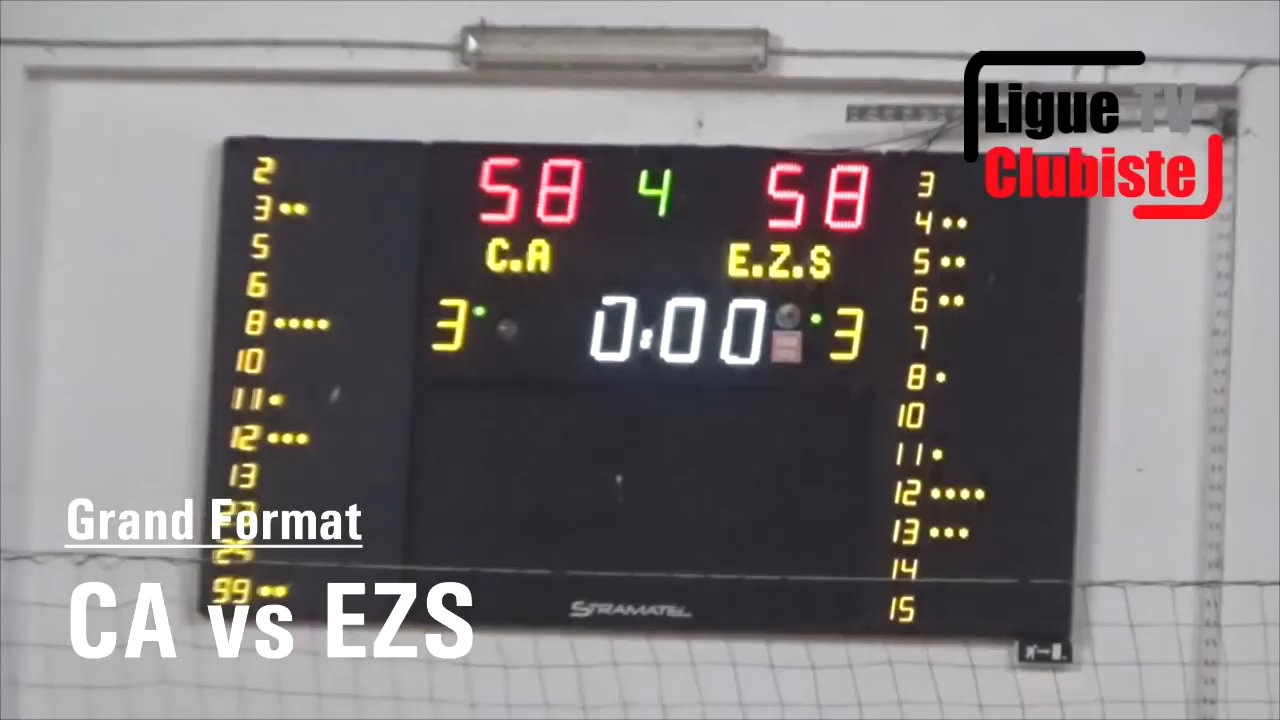 Ligue TV
Clubiste
58 4 58
C.A E.Z.S
3 0:00 3
2
3
5
6
8
10
11
12
13
25
99
3
4
5
6
7
8
10
11
12
13
14
15
STRAMATEL
Grand Format
CA vs EZS